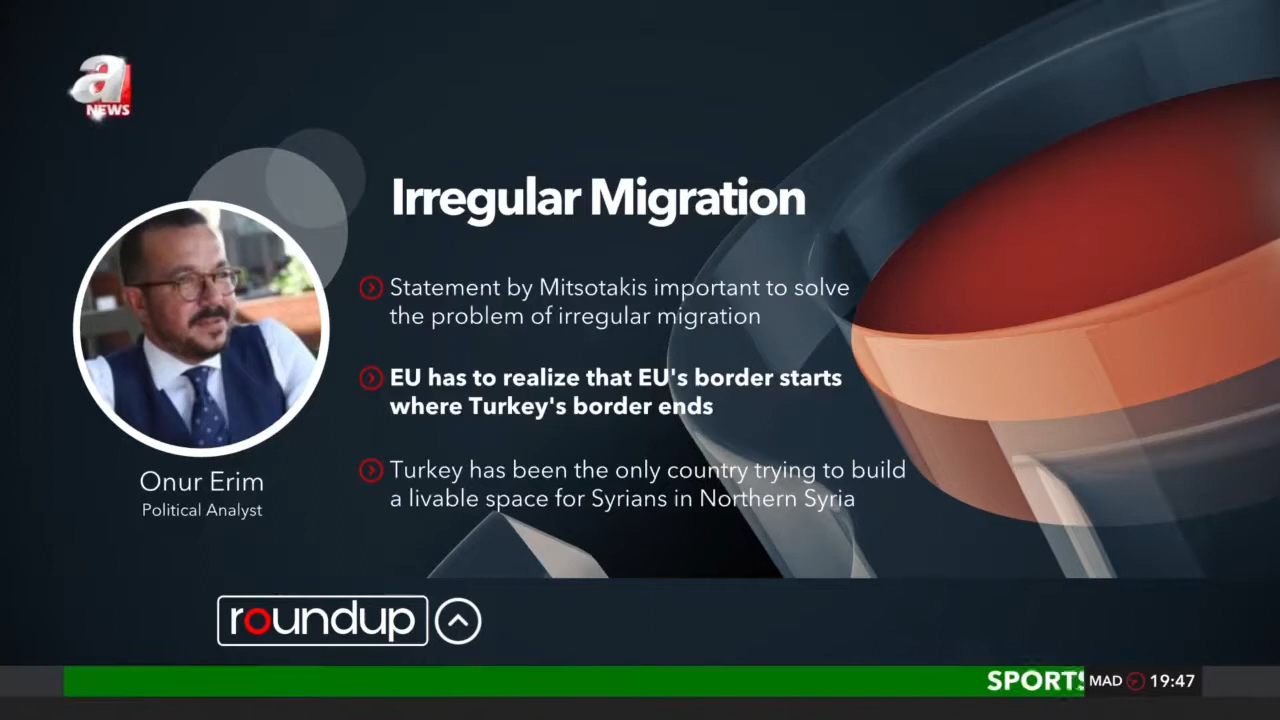 a
NEWS
Irregular Migration
Statement by Mitsotakis important to solve
the problem of irregular migration
EU has to realize that EU's border starts
where Turkey's border ends
Turkey has been the only country trying to build
a livable space for Syrians in Northern Syria
Onur Erim
Political Analyst
roundup
SPORTS
MAD 19:47